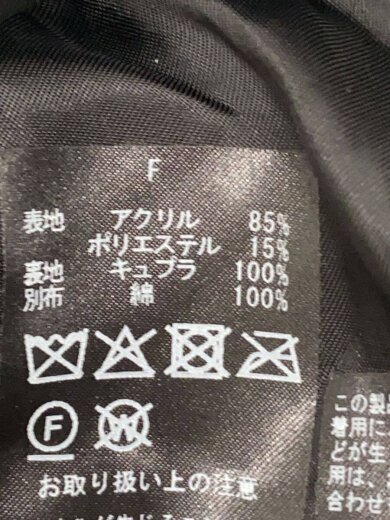 F
表地 アクリル 85%
ポリエステル 15%
裏地 キュプラ 100%
別布 綿 100%
F W
お取り扱い上の注意
この製
着用に
どが生
用は、
合わせ